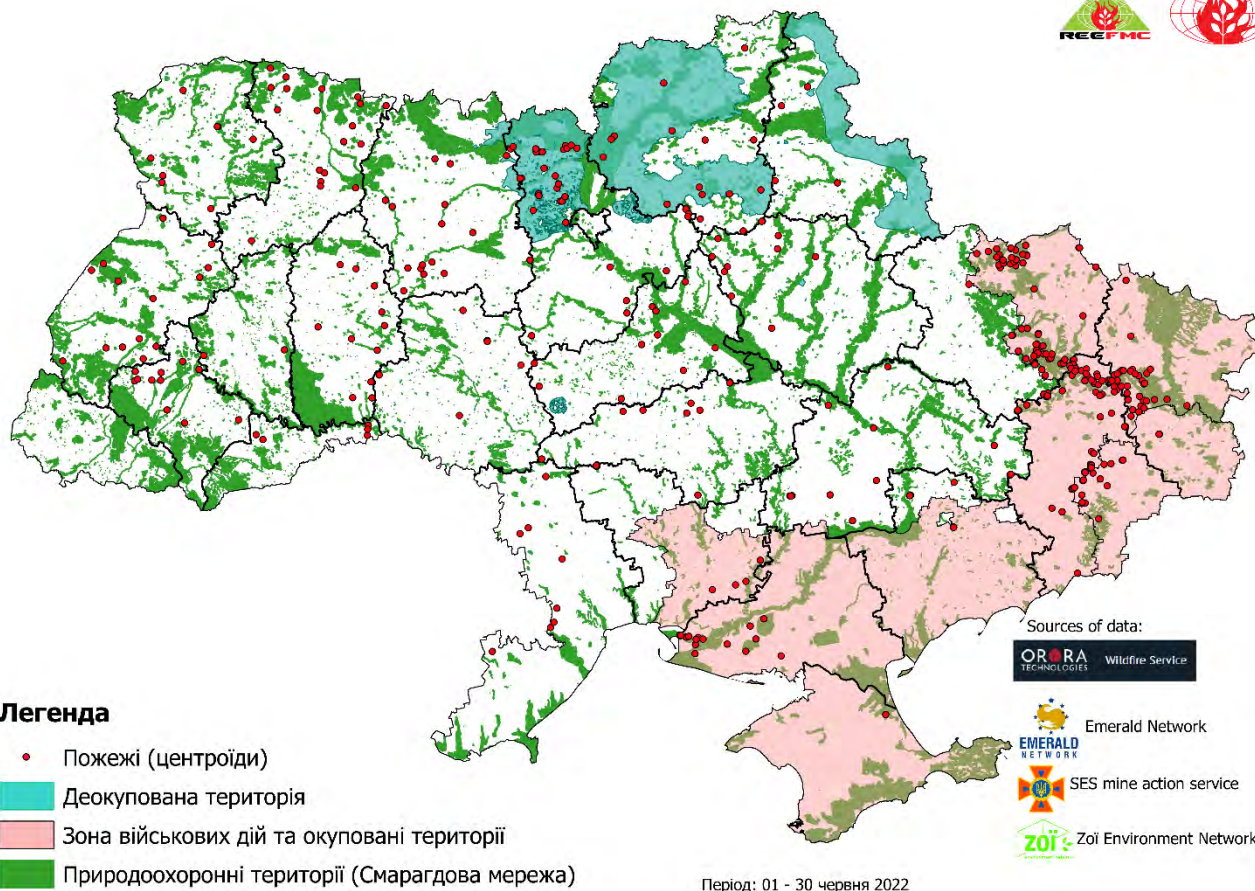 REEFMC
Sources of data:
ORORA
TECHNOLOGIES
Wildfire Service
Emerald Network
EMERALD
NETWORK
SES mine action service
zoï
Zoï Environment Network
Легенда
Пожежі (центроїди)
Деокупована територія
Зона військових дій та окуповані території
Природоохоронні території (Смарагдова мережа)
Період: 01 - 30 червня 2022